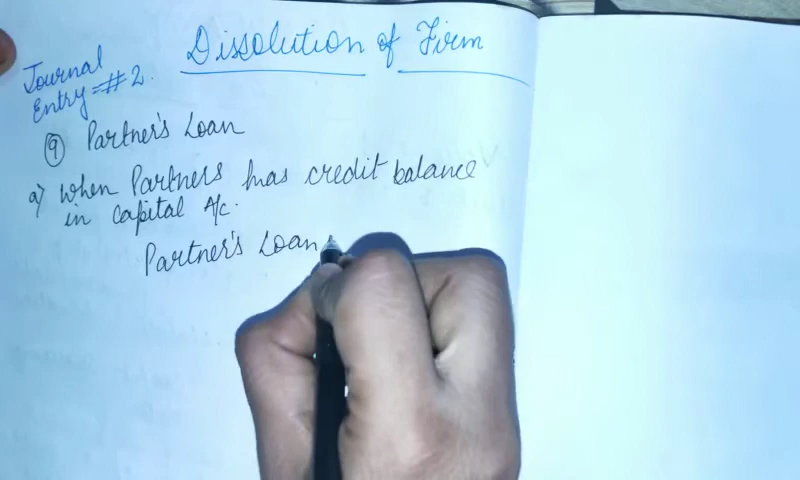 Dissolution of Firm
Journal
Entry = # 2.
9 Partner's Loan
a) When Partners has credit balance
in capital A/c.
Partner's Loan